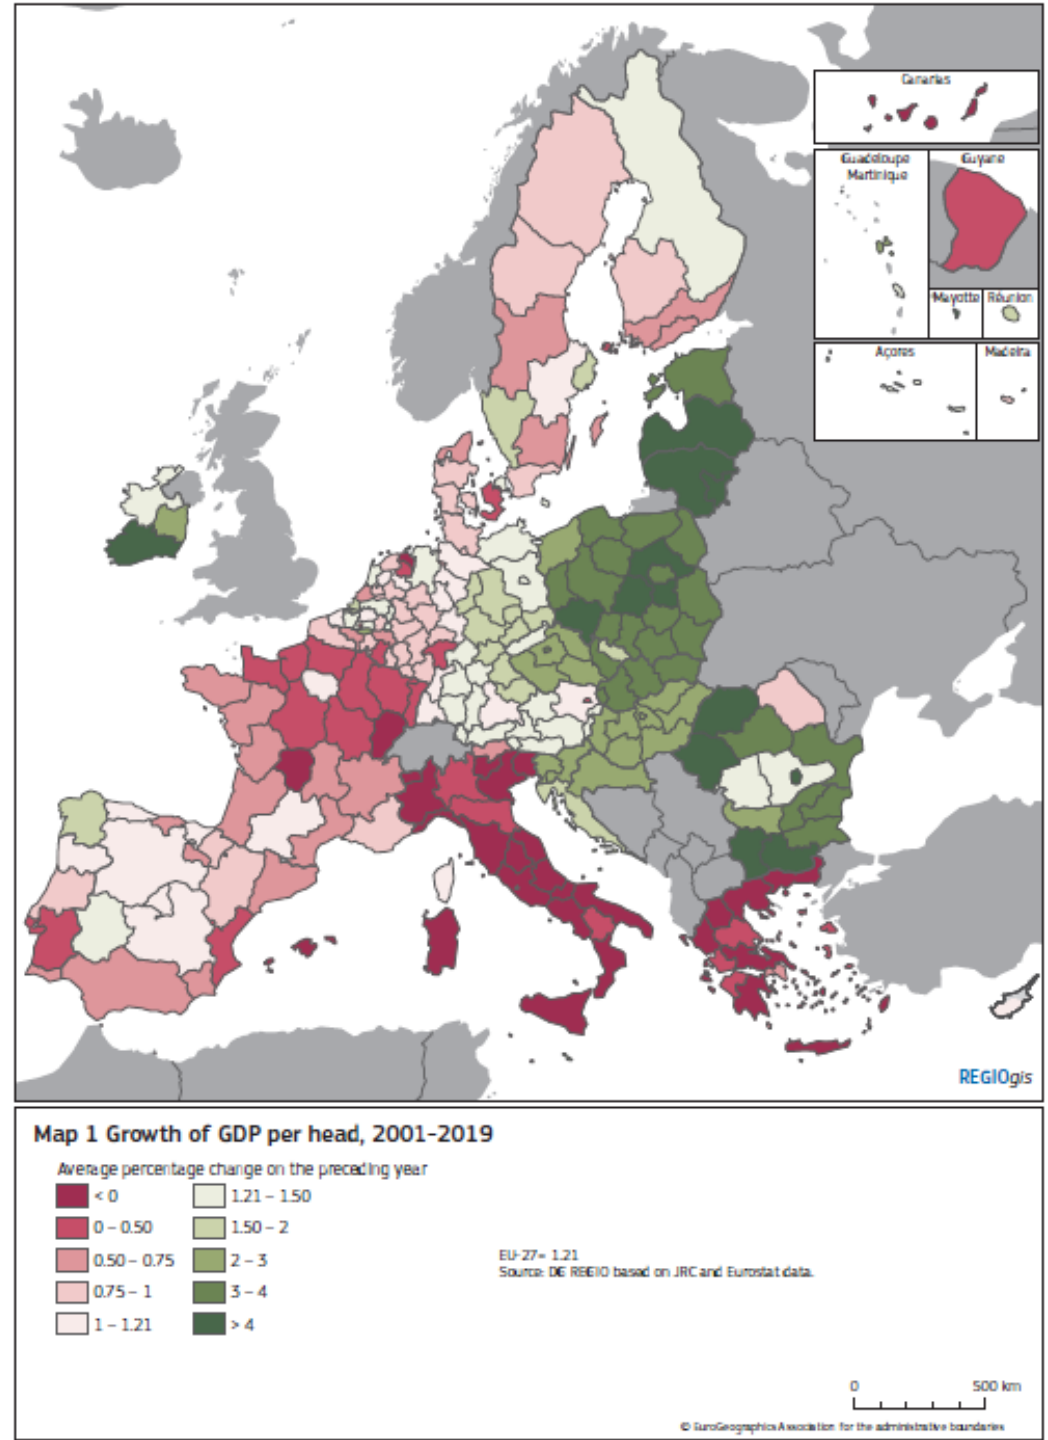 Canarias
Guadeloupe
Martinique
Guyane
Mayotte
Réunion
Açores
Madeira
REGIOgis
Map 1 Growth of GDP per head, 2001-2019
Average percentage change on the preceding year
< 0
0 – 0.50
0.50 – 0.75
0.75 – 1
1 – 1.21
1.21 – 1.50
1.50 – 2
2 – 3
3 – 4
> 4
EU-27= 1.21
Source: DG REGIO based on JRC and Eurostat data.
0 500 km
© EuroGeographics Association for the administrative boundaries